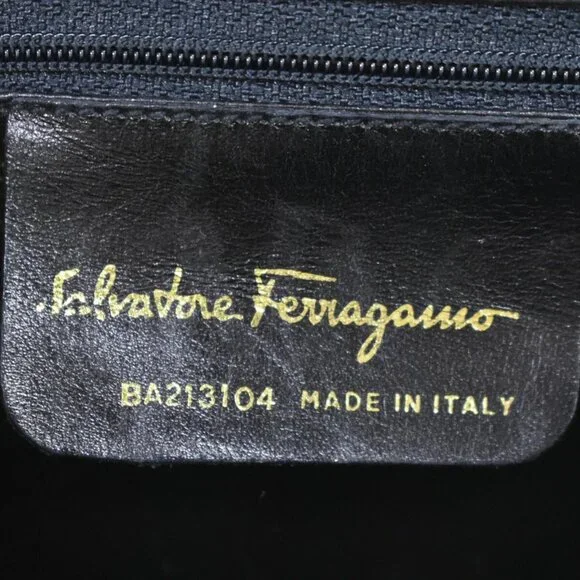 Salvatore Ferragamo
BA213104 MADE IN ITALY